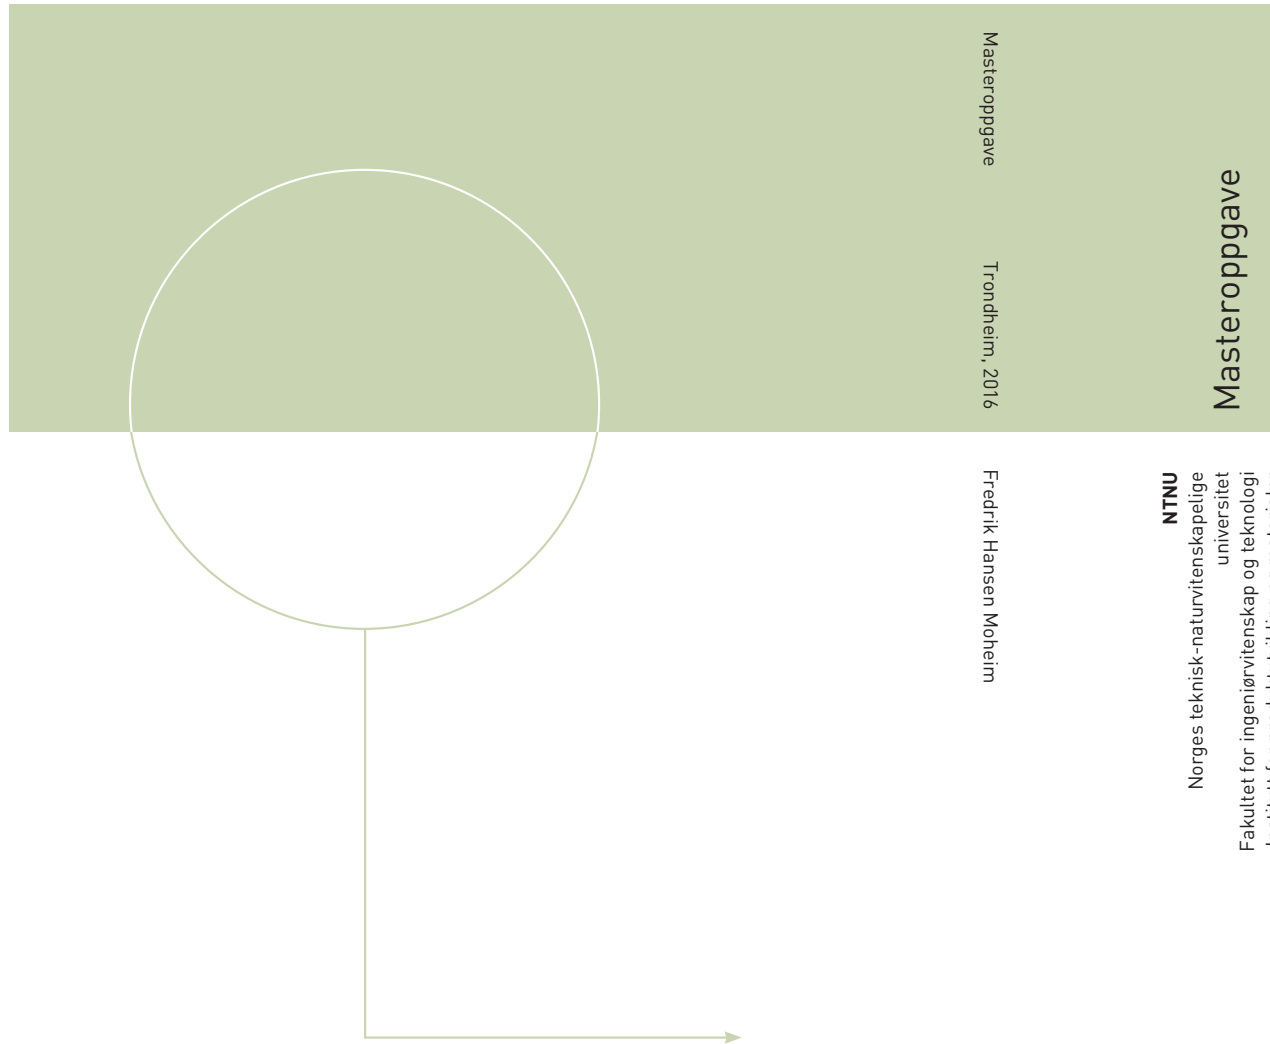 Masteroppgave
Trondheim, 2016
Fredrik Hansen Moheim
Masteroppgave
NTNU
Norges teknisk-naturvitenskapelige
universitet
Fakultet for ingeniørvitenskap og teknologi